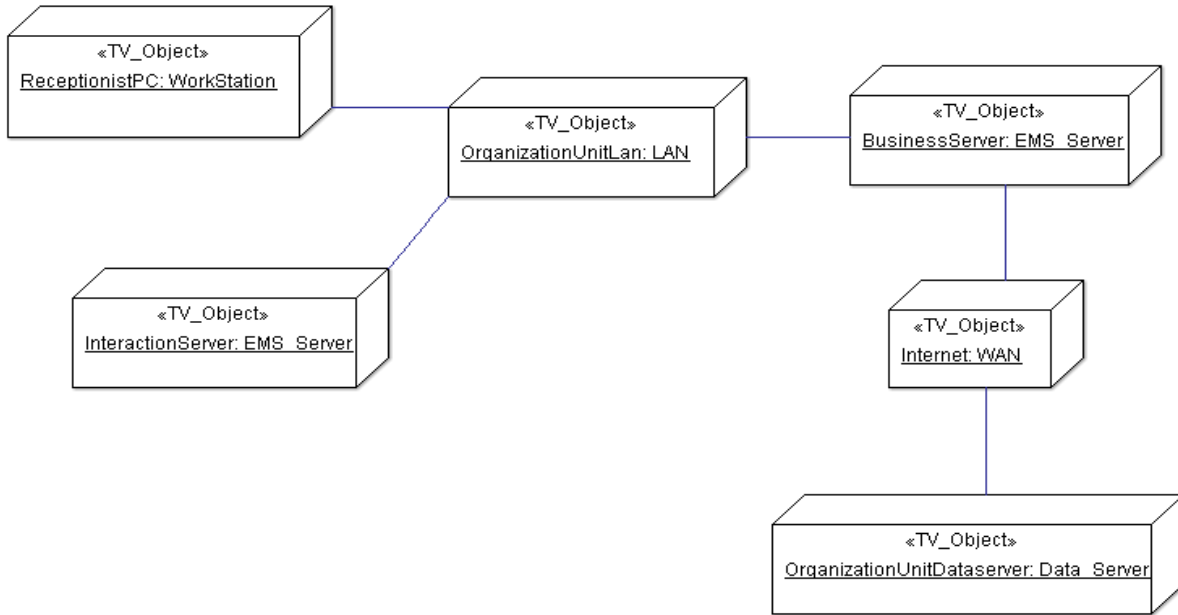 «TV_Object»
ReceptionistPC: WorkStation
«TV_Object»
OrganizationUnitLan: LAN
«TV_Object»
BusinessServer: EMS_Server
«TV_Object»
InteractionServer: EMS_Server
«TV_Object»
Internet: WAN
«TV_Object»
OrganizationUnitDataserver: Data_Server